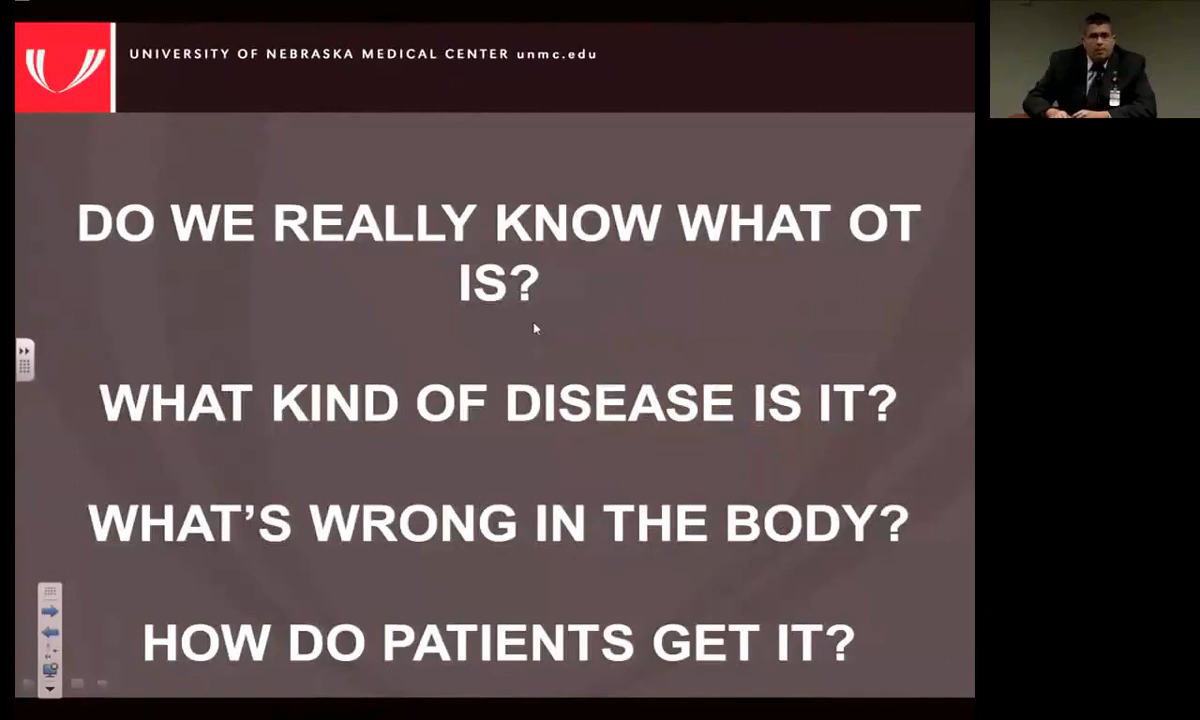 UNIVERSITY OF NEBRASKA MEDICAL CENTER unmc.edu
DO WE REALLY KNOW WHAT OT
IS?
WHAT KIND OF DISEASE IS IT?
WHAT'S WRONG IN THE BODY?
HOW DO PATIENTS GET IT?